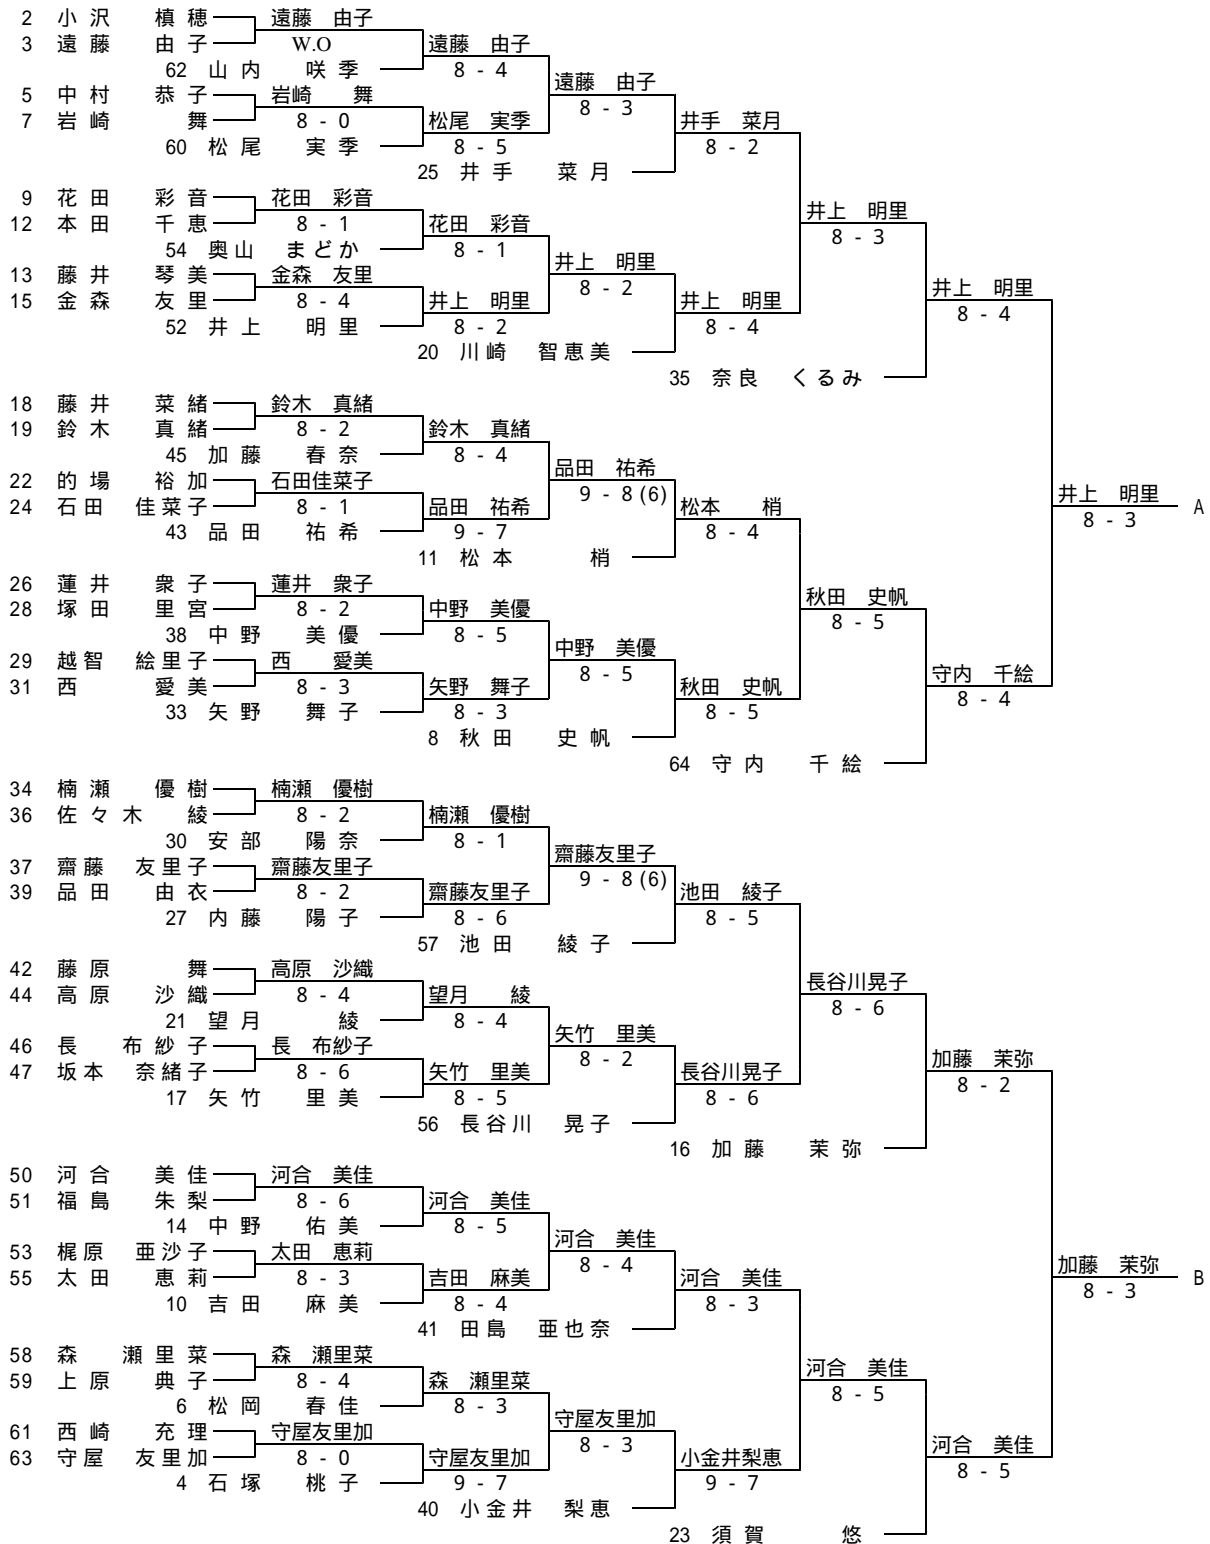 2 小沢 槙穂 遠藤 由子
3 遠藤 由子 W.O 遠藤 由子
62 山内 咲季 8 - 4 遠藤 由子
5 中村 恭子 岩崎 舞 8 - 3
7 岩崎 舞 8 - 0 松尾 実季 井手 菜月
60 松尾 実季 8 - 5 8 - 2
25 井手 菜月
9 花田 彩音 花田 彩音 井上 明里
12 本田 千恵 8 - 1 花田 彩音 8 - 3
54 奥山 まどか 8 - 1 井上 明里
13 藤井 琴美 金森 友里 8 - 2 井上 明里
15 金森 友里 8 - 4 井上 明里 井上 明里 8 - 4
52 井上 明里 8 - 2 8 - 4
20 川崎 智恵美
35 奈良 くるみ
18 藤井 菜緒 鈴木 真緒
19 鈴木 真緒 8 - 2 鈴木 真緒
45 加藤 春奈 8 - 4 品田 祐希
22 的場 裕加 石田佳菜子 9 - 8 (6) 井上 明里
24 石田 佳菜子 8 - 1 品田 祐希 松本 梢 8 - 3 A
43 品田 祐希 9 - 7 8 - 4
11 松本 梢
26 蓮井 衆子 蓮井 衆子 秋田 史帆
28 塚田 里宮 8 - 2 中野 美優 8 - 5
38 中野 美優 8 - 5 中野 美優
29 越智 絵里子 西 愛美 8 - 5 守内 千絵
31 西 愛美 8 - 3 矢野 舞子 秋田 史帆 8 - 4
33 矢野 舞子 8 - 3 8 - 5
8 秋田 史帆
64 守内 千絵
34 楠瀬 優樹 楠瀬 優樹
36 佐々木 綾 8 - 2 楠瀬 優樹
30 安部 陽奈 8 - 1 齋藤友里子
37 齋藤 友里子 齋藤友里子 9 - 8 (6)
39 品田 由衣 8 - 2 齋藤友里子 池田 綾子
27 内藤 陽子 8 - 6 8 - 5
57 池田 綾子
42 藤原 舞 高原 沙織 長谷川晃子
44 高原 沙織 8 - 4 望月 綾 8 - 6
21 望月 綾 8 - 4 矢竹 里美
46 長 布紗子 長 布紗子 8 - 2 加藤 茉弥
47 坂本 奈緒子 8 - 6 矢竹 里美 長谷川晃子 8 - 2
17 矢竹 里美 8 - 5 8 - 6
56 長谷川 晃子
16 加藤 茉弥
50 河合 美佳 河合 美佳
51 福島 朱梨 8 - 6 河合 美佳
14 中野 佑美 8 - 5 河合 美佳
53 梶原 亜沙子 太田 恵莉 8 - 4 加藤 茉弥
55 太田 恵莉 8 - 3 吉田 麻美 河合 美佳 8 - 3 B
10 吉田 麻美 8 - 4 8 - 3
41 田島 亜也奈
58 森 瀬里菜 森 瀬里菜 河合 美佳
59 上原 典子 8 - 4 森 瀬里菜 8 - 5
6 松岡 春佳 8 - 3 守屋友里加
61 西崎 充理 守屋友里加 8 - 3 河合 美佳
63 守屋 友里加 8 - 0 守屋友里加 小金井梨恵 8 - 5
4 石塚 桃子 9 - 7 9 - 7
40 小金井 梨恵
23 須賀 悠